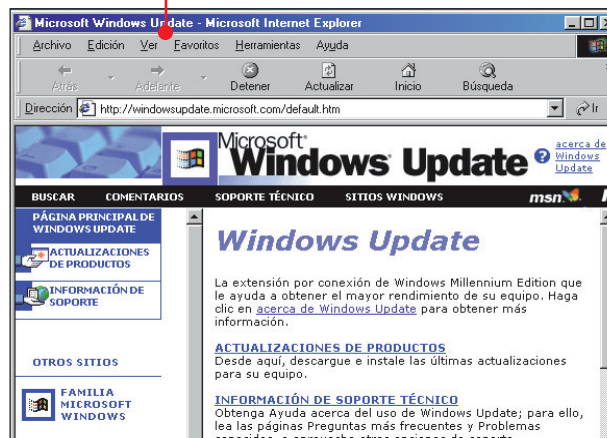 Microsoft Windows Update - Microsoft Internet Explorer
Archivo Edición Ver Favoritos Herramientas Ayuda
Atrás Adelante Detener Actualizar Inicio Búsqueda
Dirección http://windowsupdate.microsoft.com/default.htm Ir
Microsoft
Windows Update
acerca de
Windows
Update
BUSCAR COMENTARIOS SOPORTE TÉCNICO SITIOS WINDOWS msn
PÁGINA PRINCIPAL DE
WINDOWS UPDATE
ACTUALIZACIONES
DE PRODUCTOS
INFORMACIÓN DE
SOPORTE
OTROS SITIOS
FAMILIA
MICROSOFT
WINDOWS
Windows Update
La extensión por conexión de Windows Millennium Edition que
le ayuda a obtener el mayor rendimiento de su equipo. Haga
clic en acerca de Windows Update para obtener más
información.
ACTUALIZACIONES DE PRODUCTOS
Desde aquí, descargue e instale las últimas actualizaciones
para su equipo.
INFORMACIÓN DE SOPORTE TÉCNICO
Obtenga Ayuda acerca del uso de Windows Update; para ello,
lea las páginas Preguntas más frecuentes y Problemas